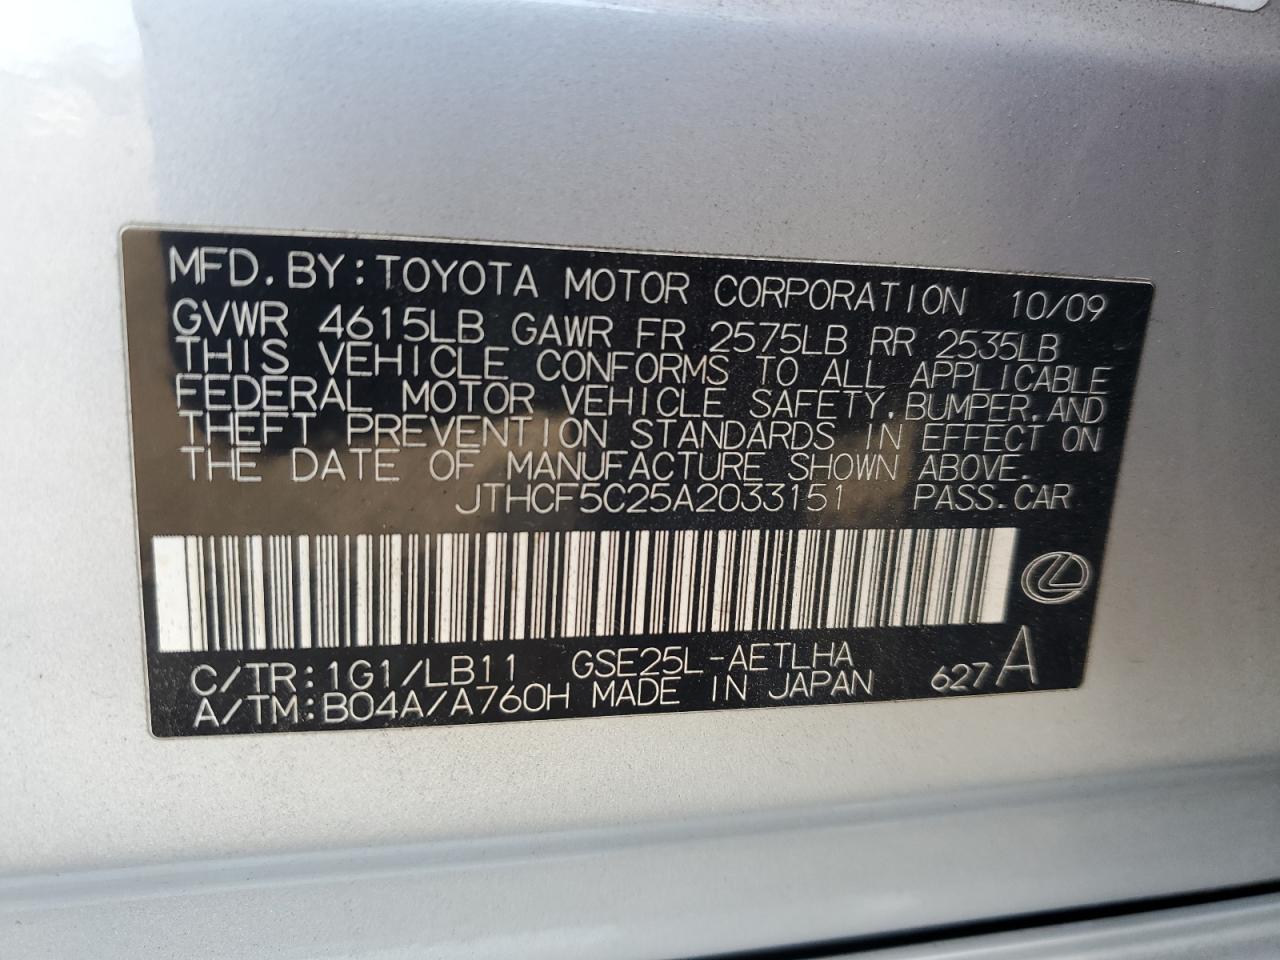 MFD. BY: TOYOTA MOTOR CORPORATION 10/09
GVWR 4615LB GAWR FR 2575LB RR 2535LB
THIS VEHICLE CONFORMS TO ALL APPLICABLE
FEDERAL MOTOR VEHICLE SAFETY, BUMPER, AND
THEFT PREVENTION STANDARDS IN EFFECT ON
THE DATE OF MANUFACTURE SHOWN ABOVE.
JTHCF5C25A2033151 PASS. CAR
C/TR: 1G1/LB11 GSE25L-AETLHA
A/TM: B04A/A760H MADE IN JAPAN 627 A